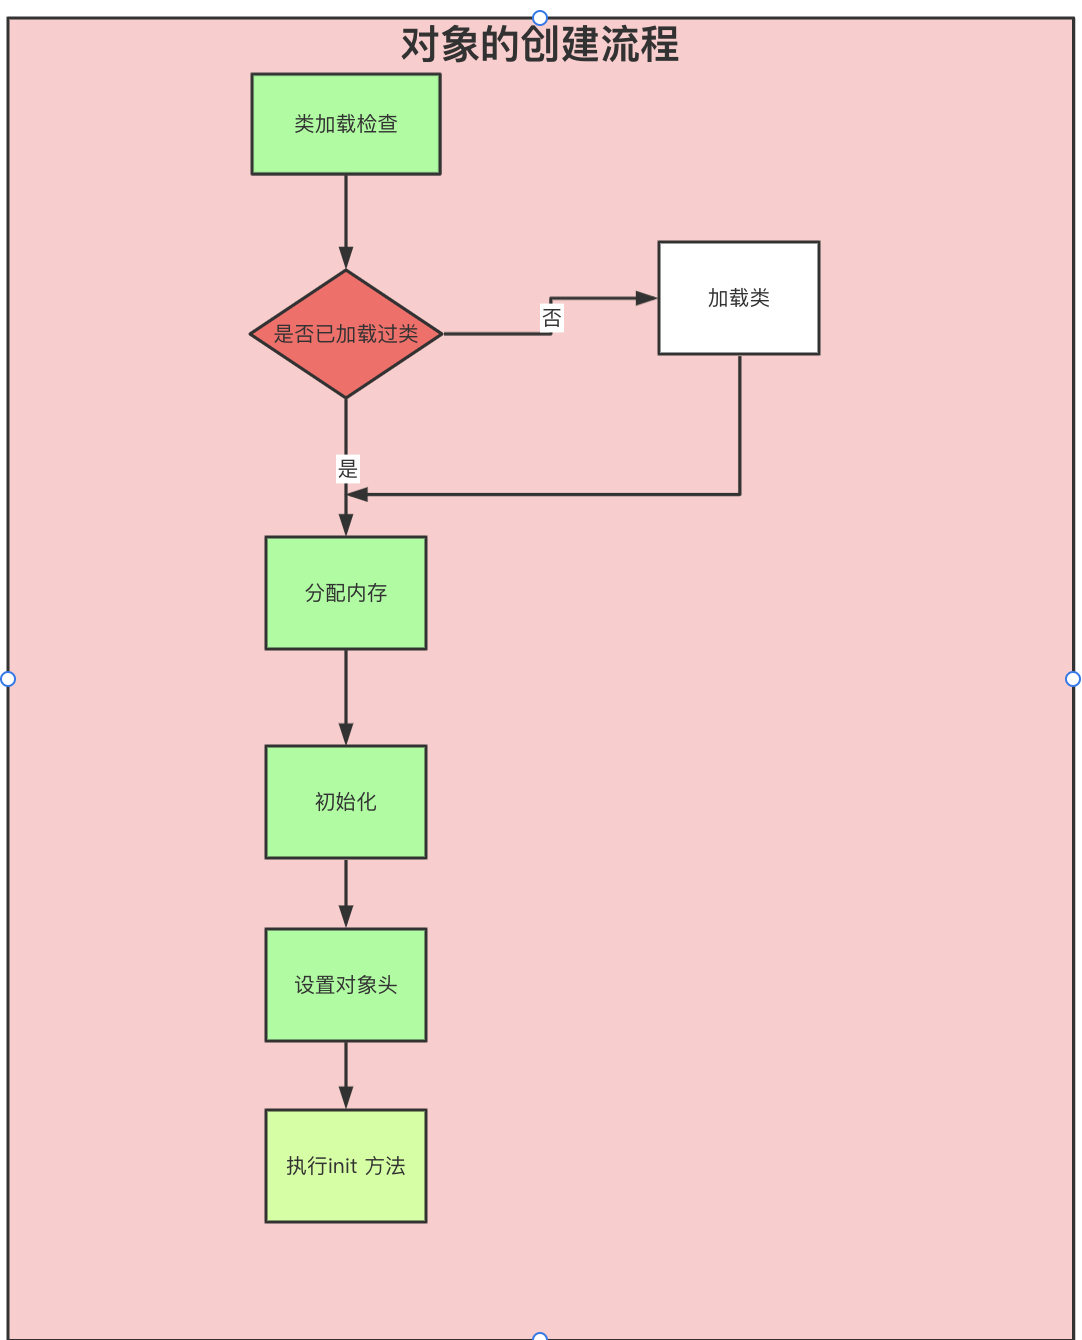 对象的创建流程
类加载检查
是否已加载过类
否
加载类
是
分配内存
初始化
设置对象头
执行init 方法